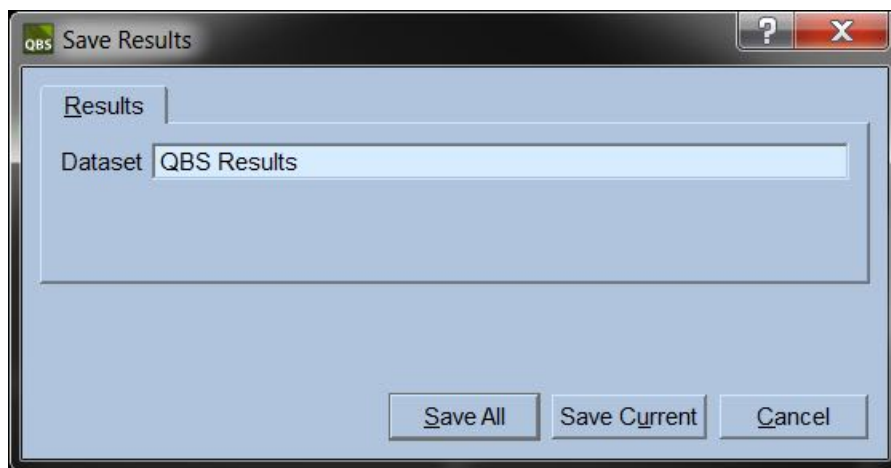 QBS Save Results ?
Results
Dataset QBS Results
Save All Save Current Cancel